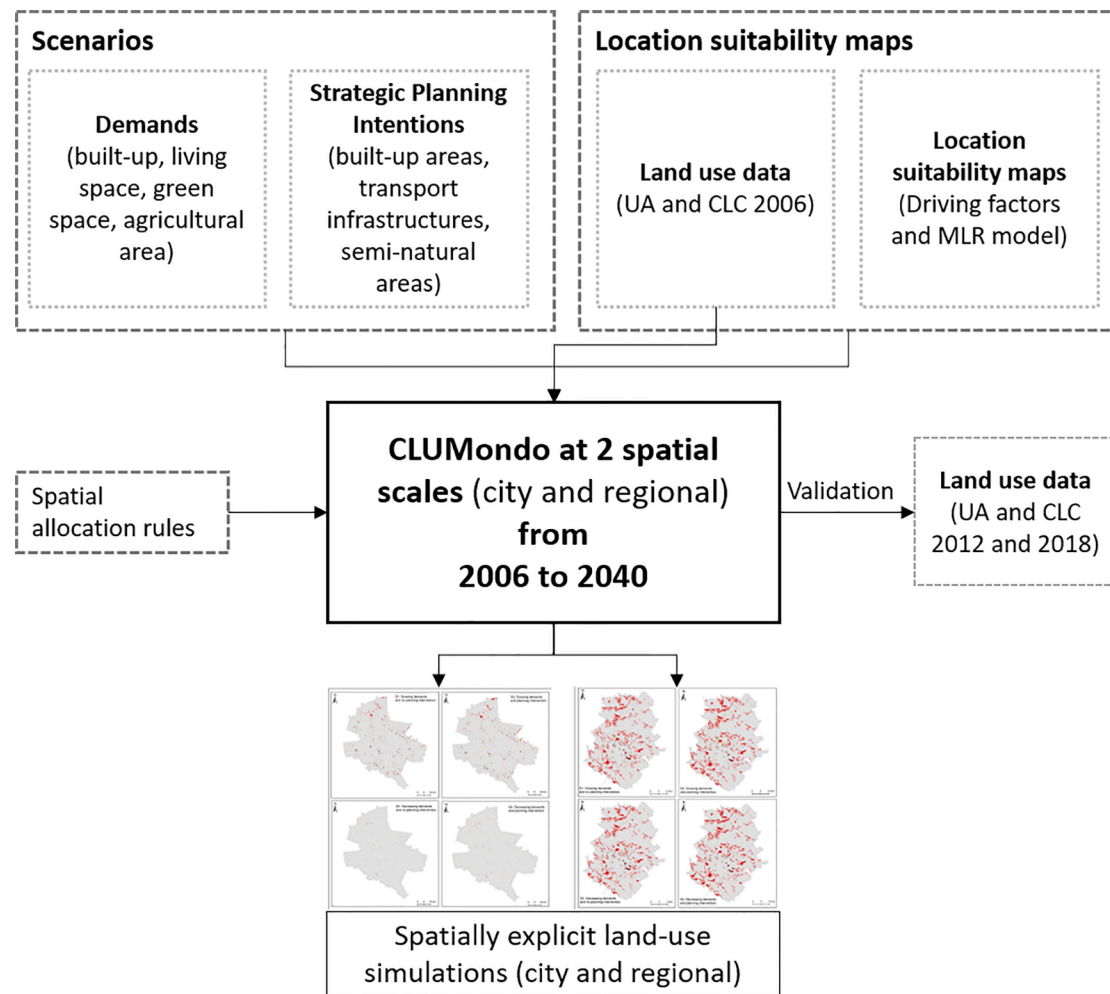 Scenarios
Demands
(built-up, living
space, green
space, agricultural
area)
Strategic Planning
Intentions
(built-up areas,
transport
infrastructures,
semi-natural
areas)
Location suitability maps
Land use data
(UA and CLC 2006)
Location
suitability maps
(Driving factors
and MLR model)
Spatial
allocation rules
CLUMondo at 2 spatial
scales (city and regional)
from
2006 to 2040
Validation
Land use data
(UA and CLC
2012 and 2018)
Spatially explicit land-use
simulations (city and regional)